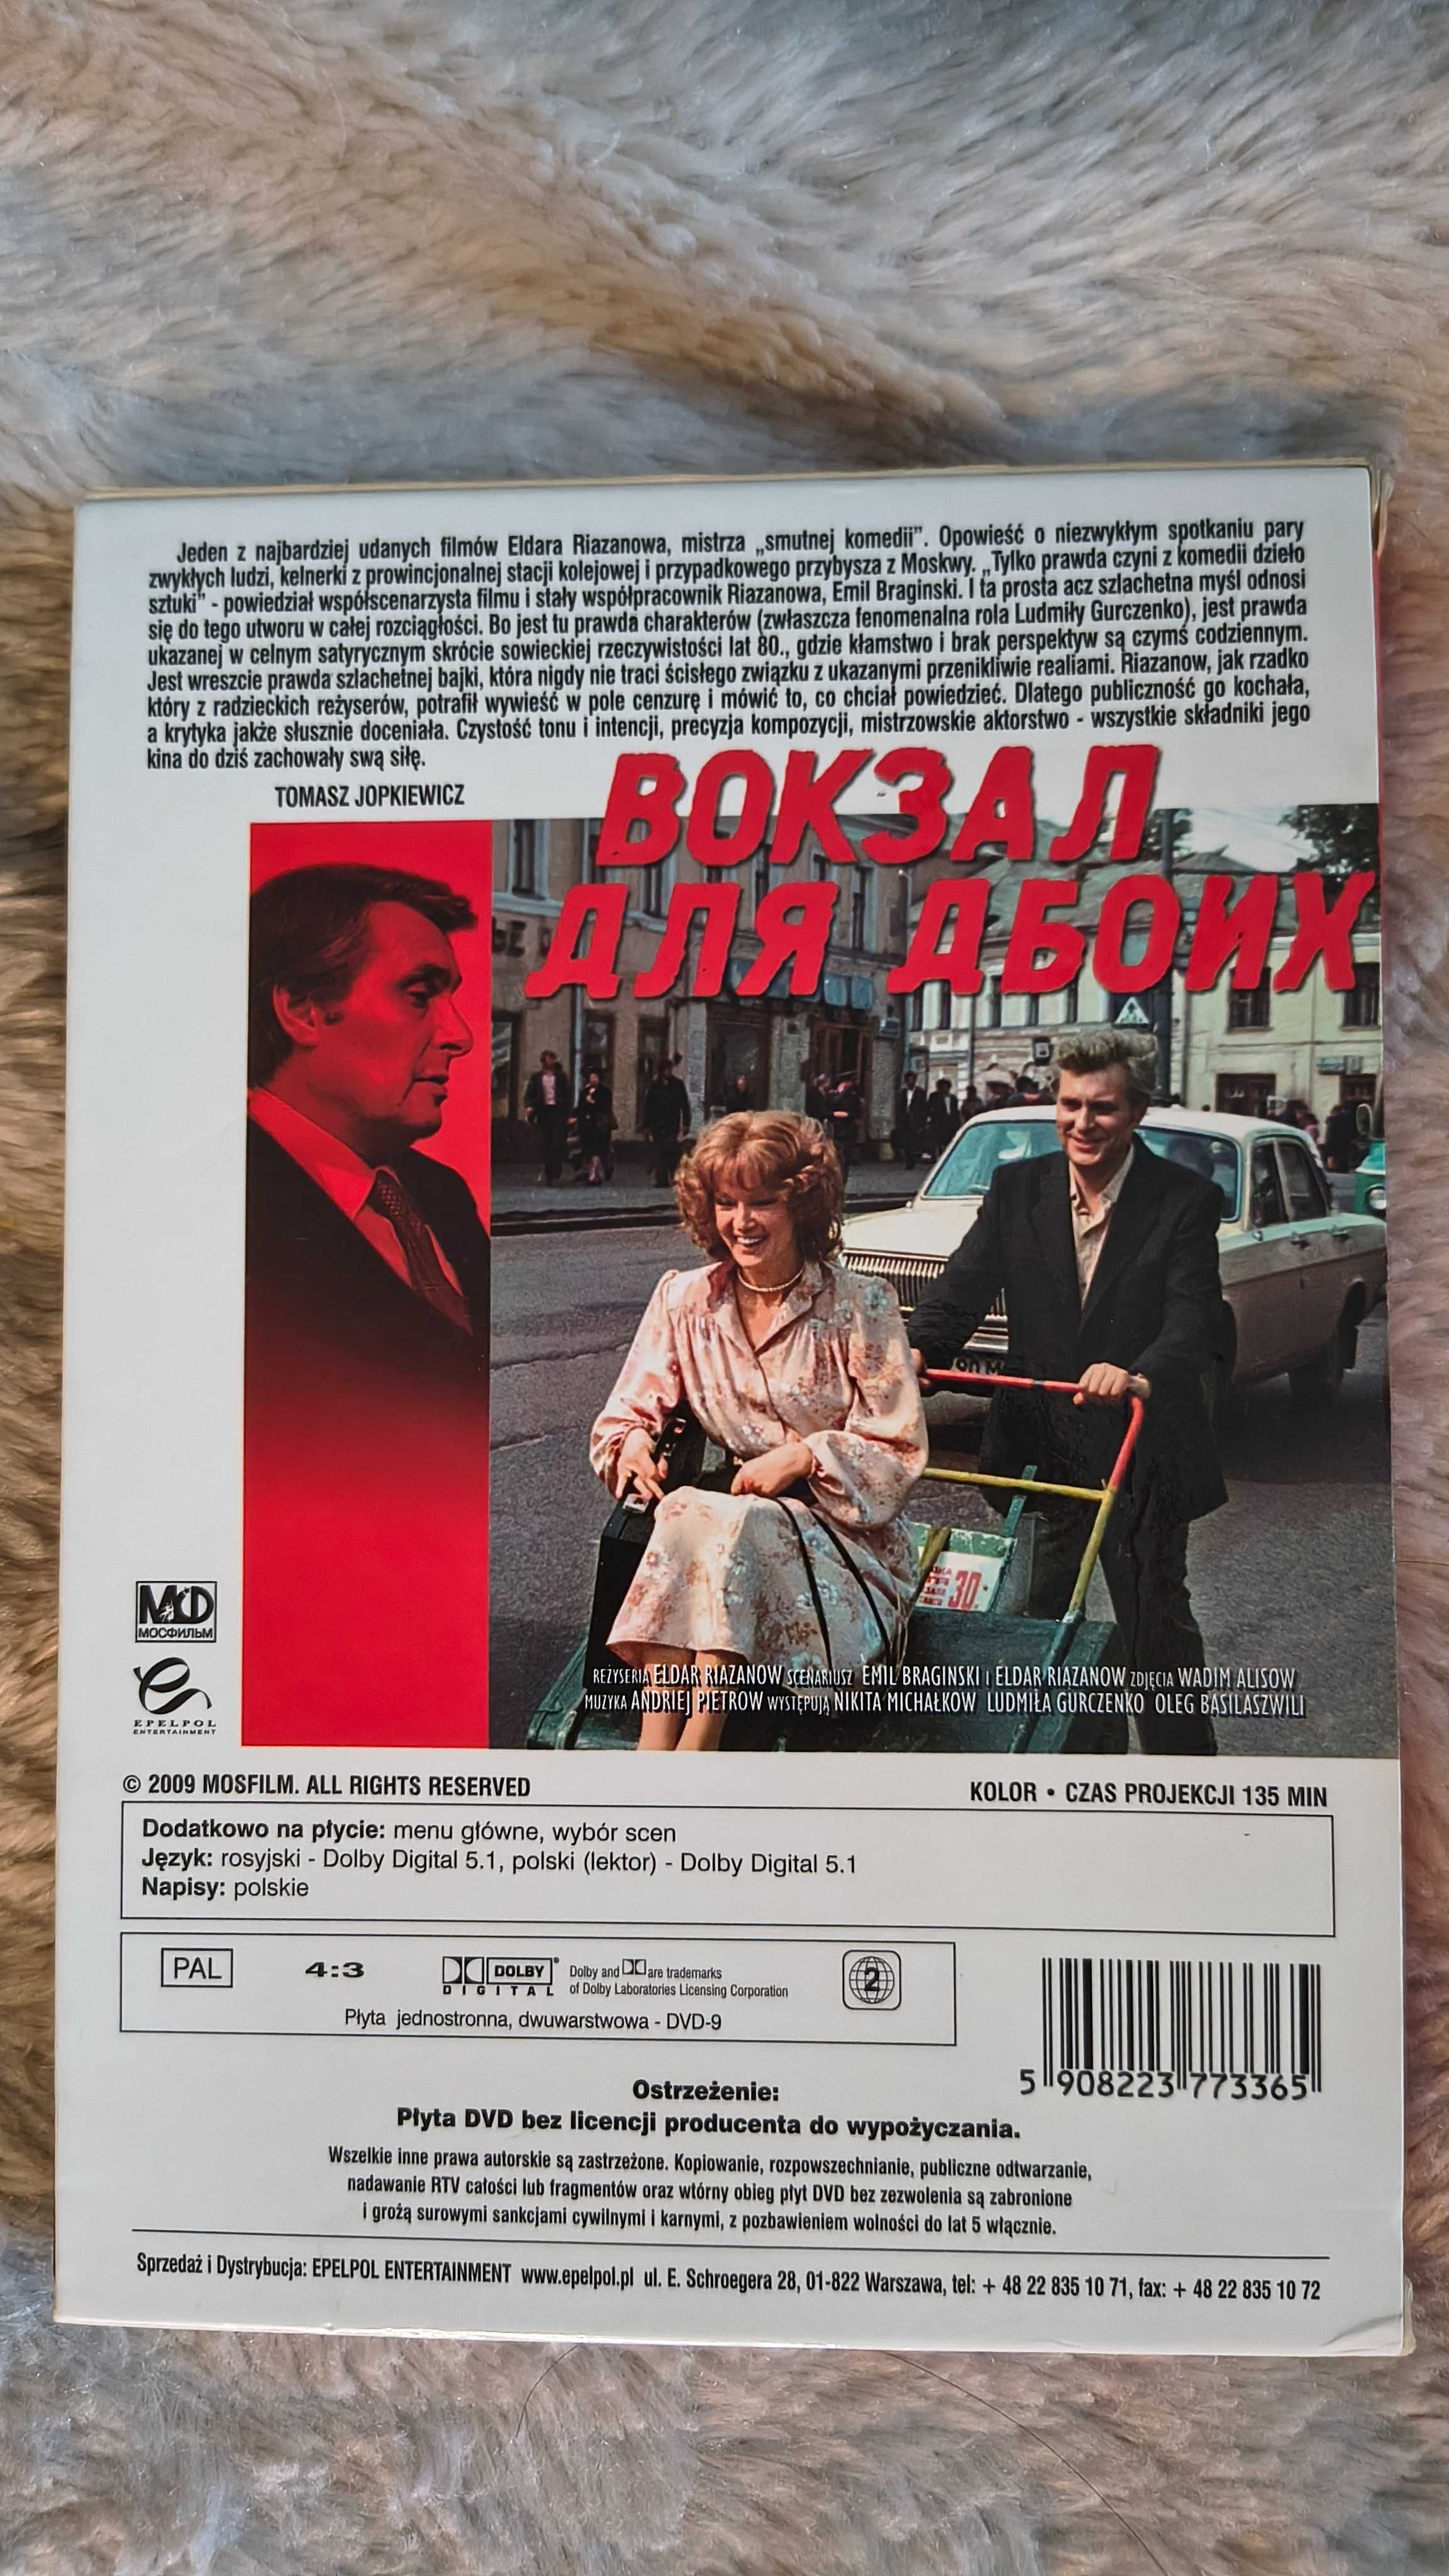 Jeden z najbardziej udanych filmów Eldara Riazanowa, mistrza „smutnej komedii”. Opowieść o niezwykłym spotkaniu pary
zwykłych ludzi, kelnerki z prowincjonalnej stacji kolejowej i przypadkowego przybysza z Moskwy. „Tylko prawda czyni z komedii dzieło
sztuki” - powiedział współscenarzysta filmu i stały współpracownik Riazanowa, Emil Braginski. I ta prosta acz szlachetna myśl odnosi
się do tego utworu w całej rozciągłości. Bo jest tu prawda charakterów (zwłaszcza fenomenalna rola Ludmiły Gurczenko), jest prawda
ukazanej w celnym satyrycznym skrócie sowieckiej rzeczywistości lat 80., gdzie kłamstwo i brak perspektyw są czymś codziennym.
Jest wreszcie prawda szlachetnej bajki, która nigdy nie traci ścisłego związku z ukazanymi przenikliwie realiami. Riazanow, jak rzadko
który z radzieckich reżyserów, potrafił wywieść w pole cenzurę i mówić to, co chciał powiedzieć. Dlatego publiczność go kochała,
a krytyka jakże słusznie doceniała. Czystość tonu i intencji, precyzja kompozycji, mistrzowskie aktorstwo - wszystkie składniki jego
kina do dziś zachowały swą siłę.
TOMASZ JOPKIEWICZ
ВОКЗАЛ
ДЛЯ ДБОИХ
30
МОСФИЛЬМ
EPELPOL
ENTERTAINMENT
REŻYSERIA ELDAR RIAZANOW SCENARIUSZ EMIL BRAGINSKI I ELDAR RIAZANOW ZDJĘCIA WADIM ALISOW
MUZYKA ANDRIEJ PIETROW WYSTĘPUJĄ NIKITA MICHAŁKOW LUDMIŁA GURCZENKO OLEG BASILASZWILI
© 2009 MOSFILM. ALL RIGHTS RESERVED
KOLOR • CZAS PROJEKCJI 135 MIN
Dodatkowo na płycie: menu główne, wybór scen
Język: rosyjski - Dolby Digital 5.1, polski (lektor) - Dolby Digital 5.1
Napisy: polskie
PAL
4:3
DOLBY
DIGITAL
Dolby and are trademarks
of Dolby Laboratories Licensing Corporation
2
Płyta jednostronna, dwuwarstwowa - DVD-9
5 908223 773365
Ostrzeżenie:
Płyta DVD bez licencji producenta do wypożyczania.
Wszelkie inne prawa autorskie są zastrzeżone. Kopiowanie, rozpowszechnianie, publiczne odtwarzanie,
nadawanie RTV całości lub fragmentów oraz wtórny obieg płyt DVD bez zezwolenia są zabronione
i grożą surowymi sankcjami cywilnymi i karnymi, z pozbawieniem wolności do lat 5 włącznie.
Sprzedaż i Dystrybucja: EPELPOL ENTERTAINMENT www.epelpol.pl ul. E. Schroegera 28, 01-822 Warszawa, tel: + 48 22 835 10 71, fax: + 48 22 835 10 72